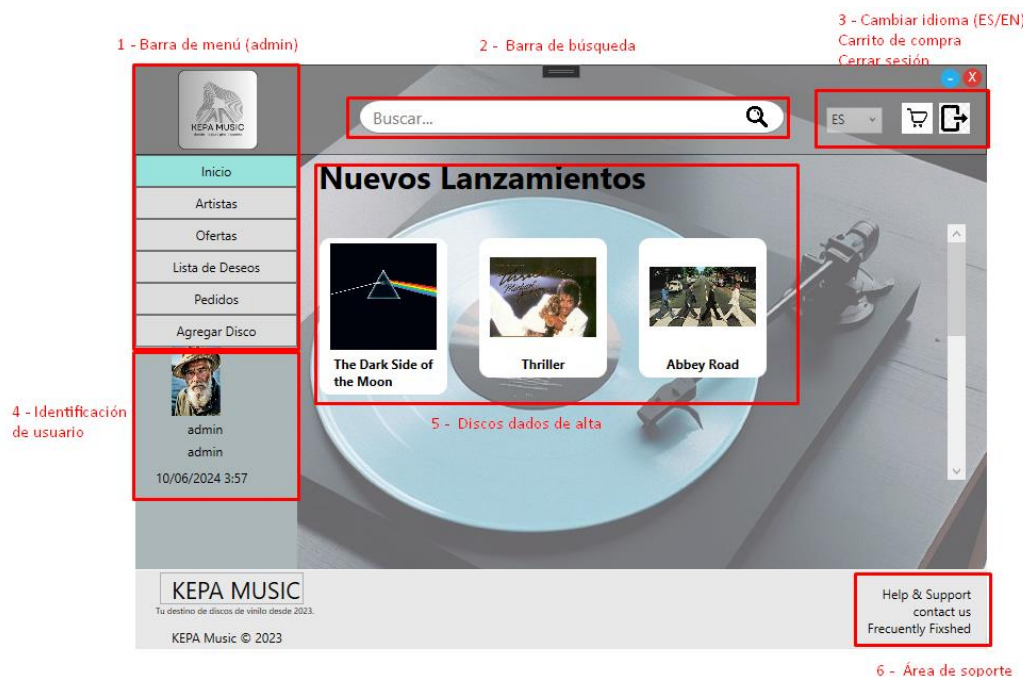 3 - Cambiar idioma (ES/EN)
Carrito de compra
Cerrar sesión
1 - Barra de menú (admin)
2 - Barra de búsqueda
- X
KEPA MUSIC
Buscar...
ES
Inicio
Artistas
Ofertas
Lista de Deseos
Pedidos
Agregar Disco
Nuevos Lanzamientos
The Dark Side of
the Moon
Thriller
Abbey Road
4 - Identificación
de usuario
admin
admin
10/06/2024 3:57
5 - Discos dados de alta
KEPA MUSIC
Tu destino de discos de vinilo desde 2023.
KEPA Music © 2023
Help & Support
contact us
Frecuently Fixshed
6 - Área de soporte